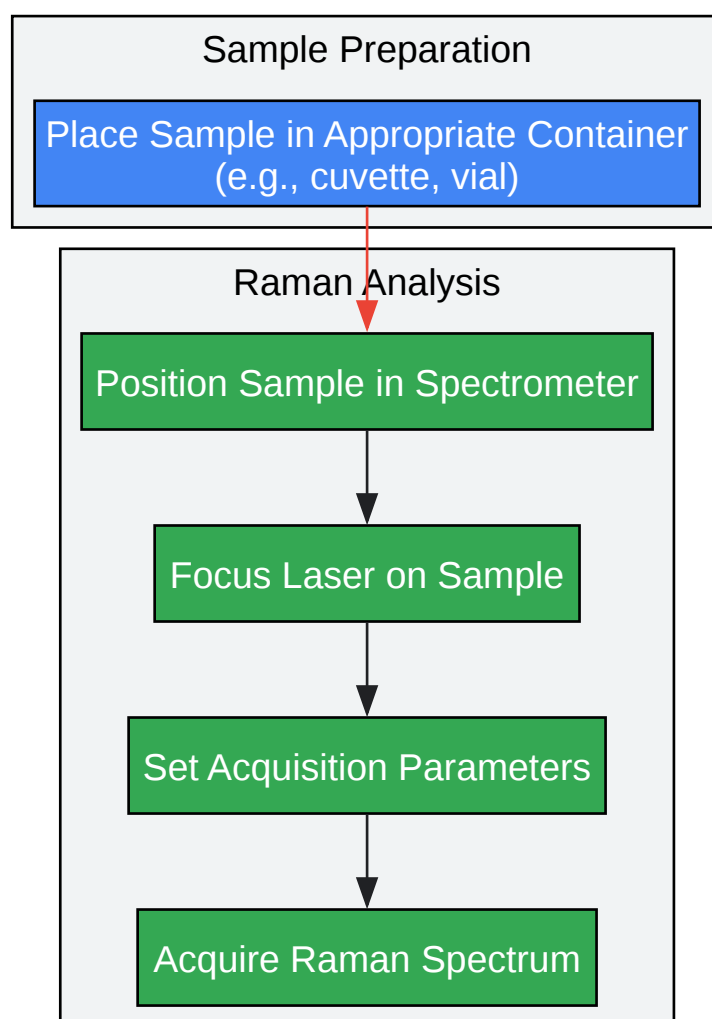 Sample Preparation
Place Sample in Appropriate Container
(e.g., cuvette, vial)
Raman Analysis
Position Sample in Spectrometer
Focus Laser on Sample
Set Acquisition Parameters
Acquire Raman Spectrum